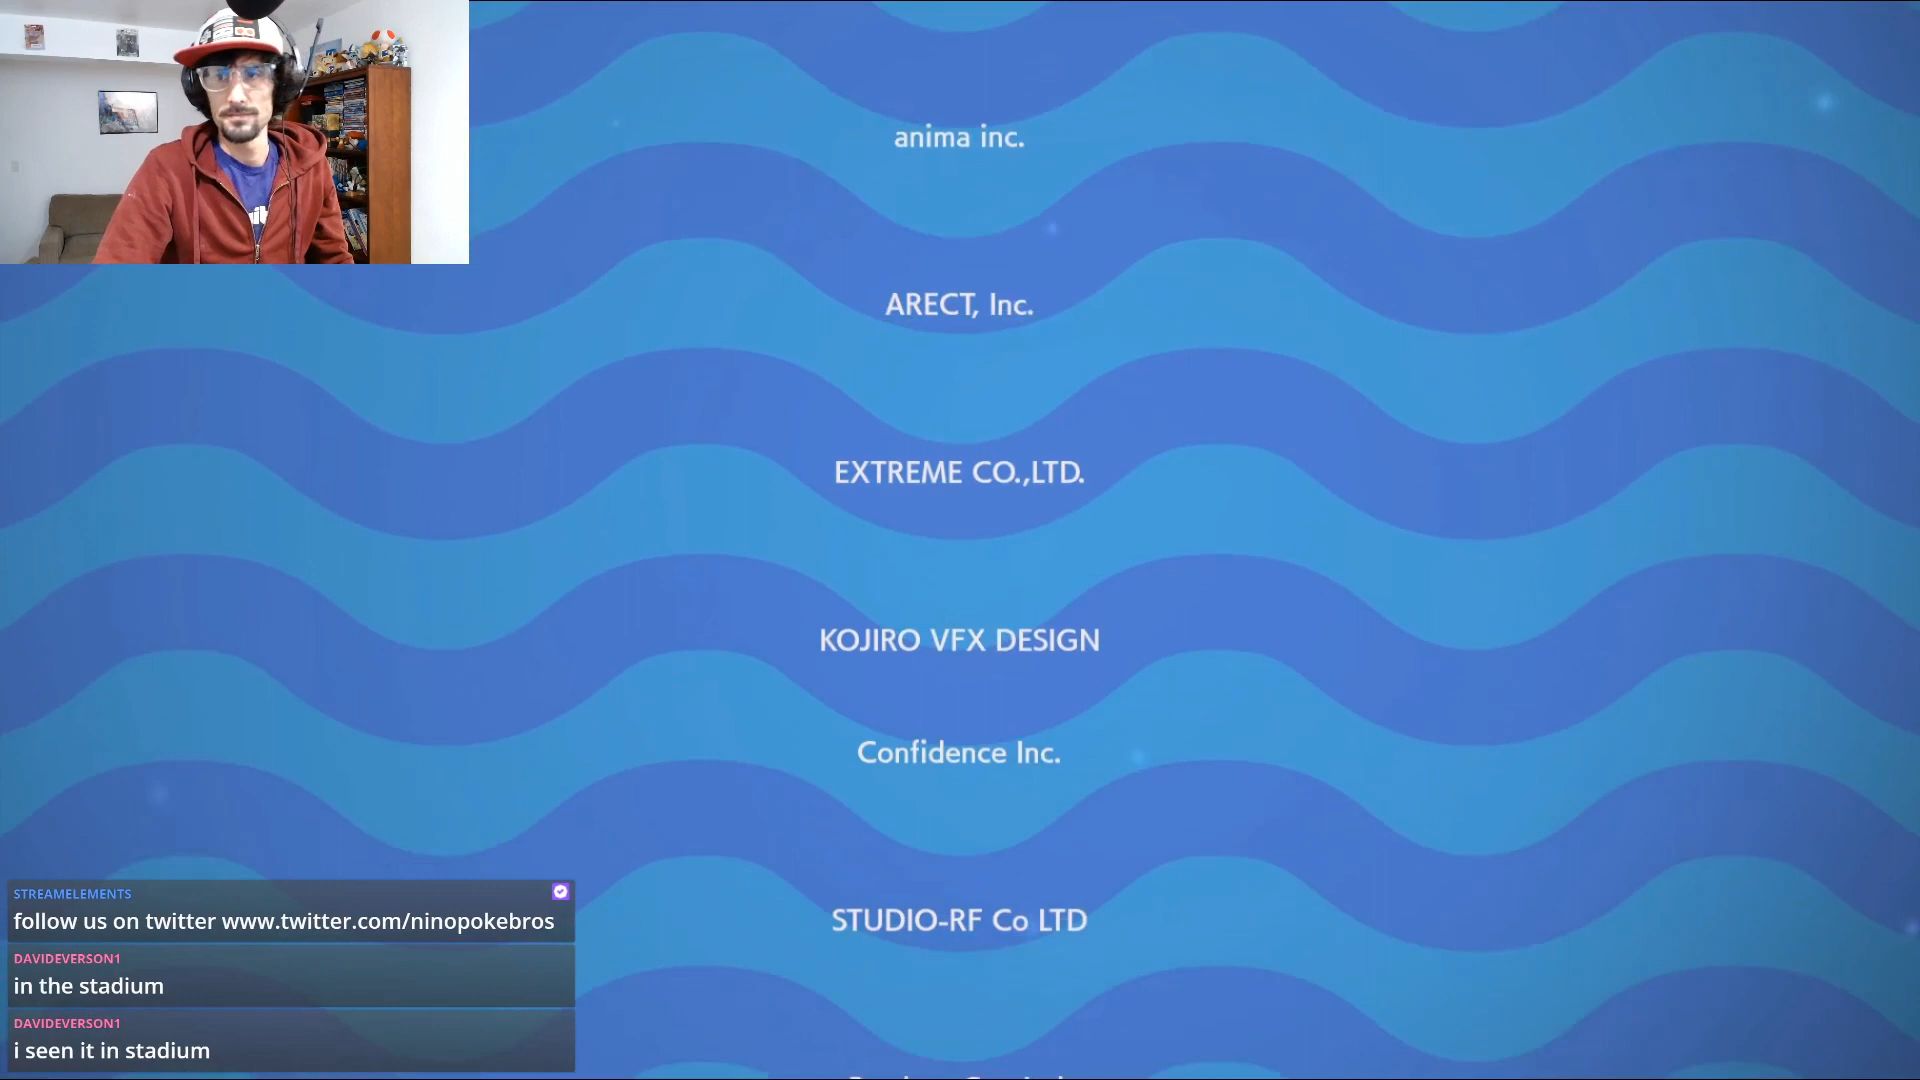 anima inc.
ARECT, Inc.
EXTREME CO.,LTD.
KOJIRO VFX DESIGN
Confidence Inc.
STUDIO-RF Co LTD
STREAMELEMENTS
follow us on twitter www.twitter.com/ninopokebros
DAVIDEVERSON1
in the stadium
DAVIDEVERSON1
i seen it in stadium